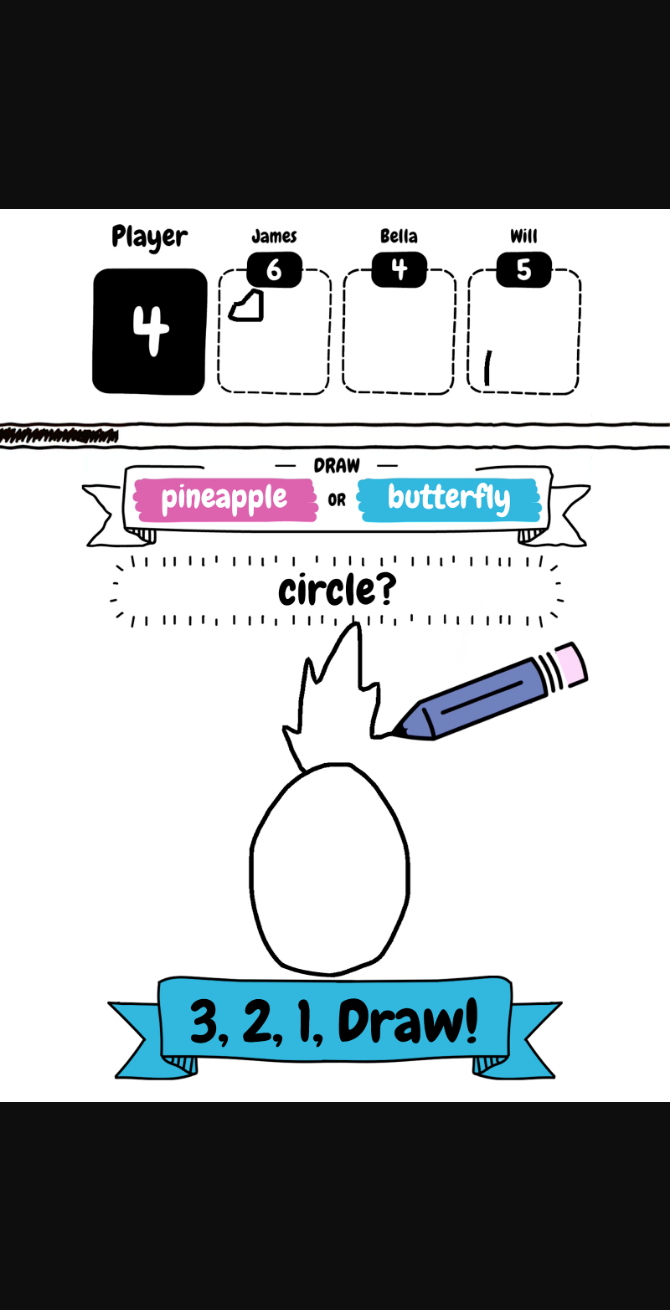 Player James Bella Will
4 6 4 5
DRAW
pineapple OR butterfly
circle?
3, 2, 1, Draw!